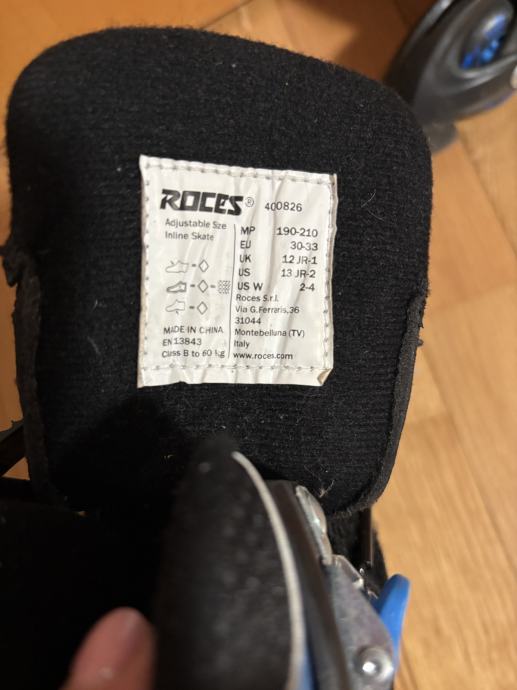 ROCES® 400826
Adjustable Size
Inline Skate
MP 190-210
EU 30-33
UK 12 JR-1
US 13 JR-2
US W 2-4
Roces S.r.l.
Via G.Ferraris,36
31044
Montebelluna (TV)
Italy
www.roces.com
MADE IN CHINA
EN13843
Class B to 60 kg